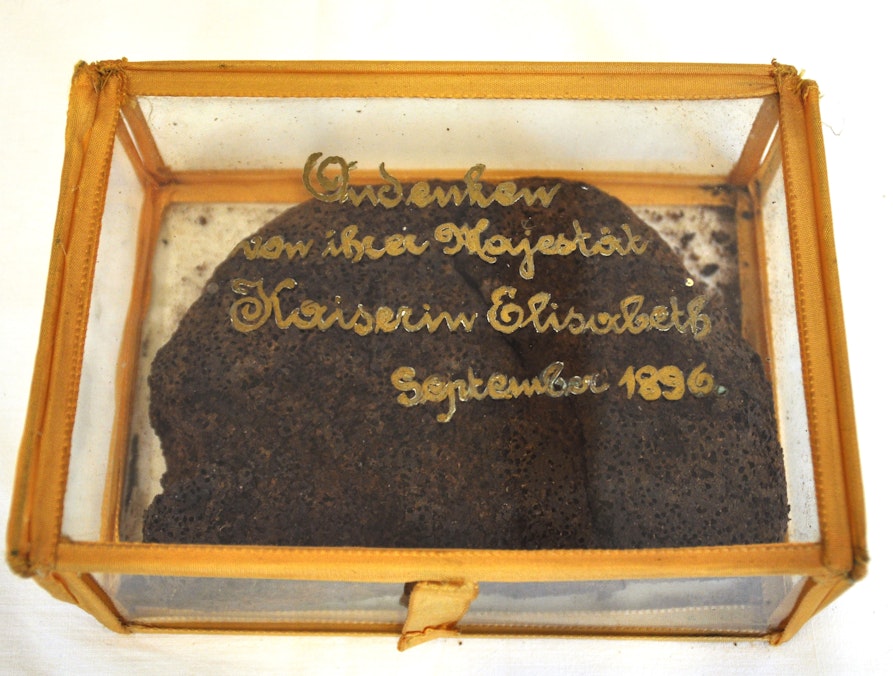 Andenken
von ihrer Majestät
Kaiserin Elisabeth
September 1896